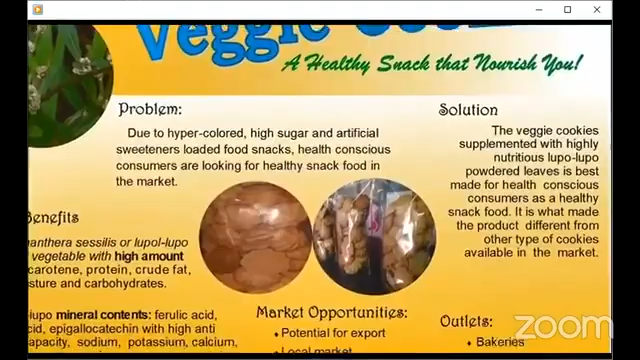 Veggie
A Healthy Snack that Nourish You!
Problem:
Due to hyper-colored, high sugar and artificial
sweeteners loaded food snacks, health conscious
consumers are looking for healthy snack food in
the market.
Solution
The veggie cookies
supplemented with highly
nutritious lupo-lupo
powdered leaves is best
made for health conscious
consumers as a healthy
snack food. It is what made
the product different from
other type of cookies
available in the market.
Benefits
anthera sessilis or lupol-lupo
vegetable with high amount
carotene, protein, crude fat,
sture and carbohydrates.
-lupo mineral contents: ferulic acid,
cid, epigallocatechin with high anti
apacity, sodium, potassium, calcium,
Market Opportunities:
Potential for export
Local market
Outlets:
Bakeries
zoom